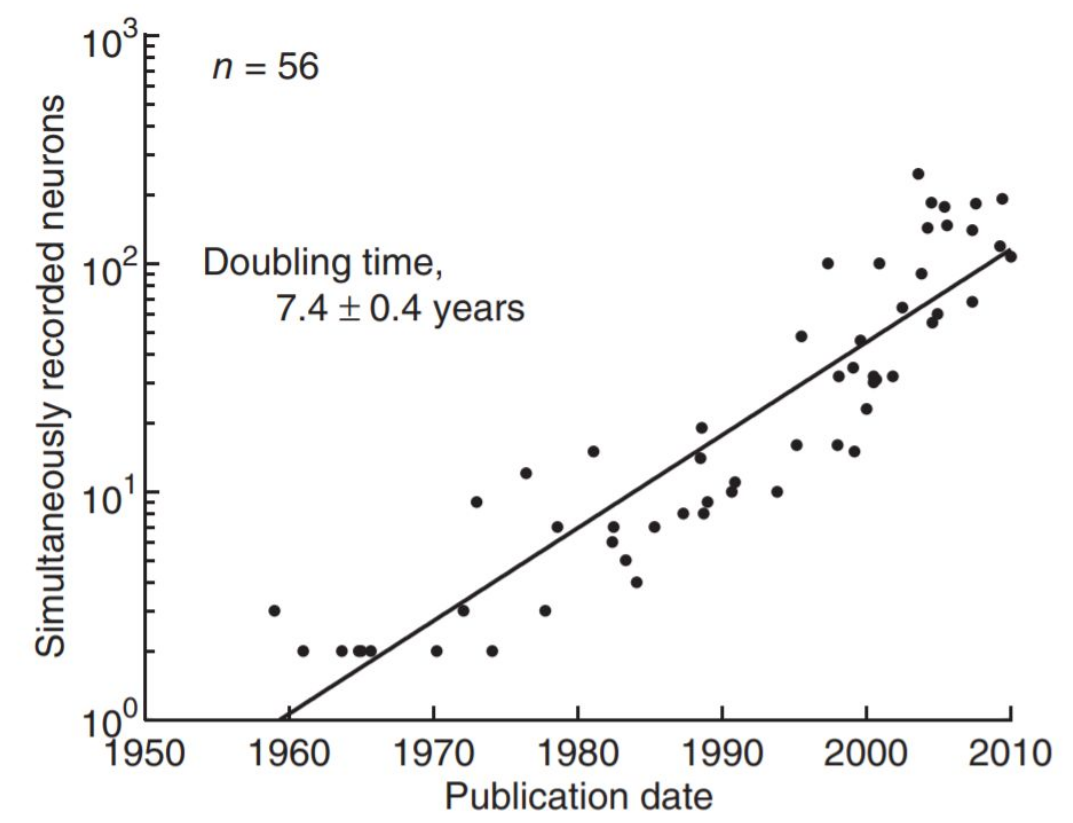 10³
n = 56
10²
Doubling time,
7.4 ± 0.4 years
10¹
10⁰
Simultaneously recorded neurons
1950 1960 1970 1980 1990 2000 2010
Publication date